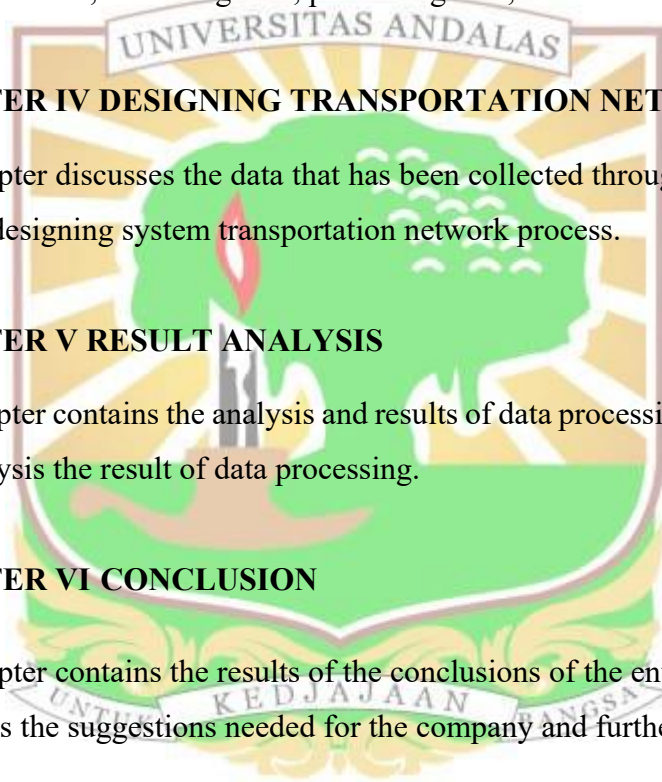 UNIVERSITAS ANDALAS
TER IV DESIGNING TRANSPORTATION NET
pter discusses the data that has been collected throug
designing system transportation network process.
TER V RESULT ANALYSIS
pter contains the analysis and results of data processi
ysis the result of data processing.
TER VI CONCLUSION
pter contains the results of the conclusions of the en
UNTUK KEDJAJAAN BANGSA
s the suggestions needed for the company and furthe